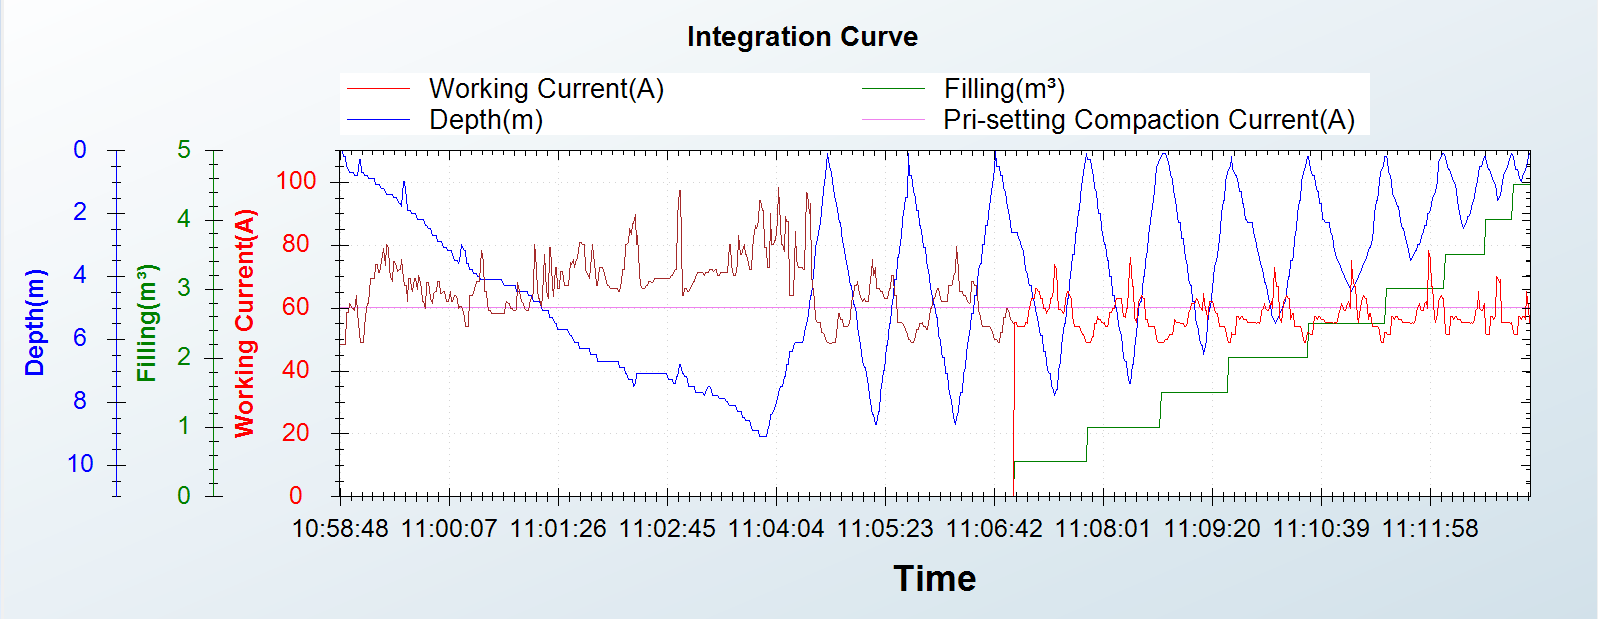 Integration Curve
Working Current(A)
Filling(m³)
Depth(m)
Pri-setting Compaction Current(A)
0
2
4
6
8
10
Depth(m)
5
4
3
2
1
0
Filling(m³)
100
80
60
40
20
0
Working Current(A)
10:58:48 11:00:07 11:01:26 11:02:45 11:04:04 11:05:23 11:06:42 11:08:01 11:09:20 11:10:39 11:11:58
Time